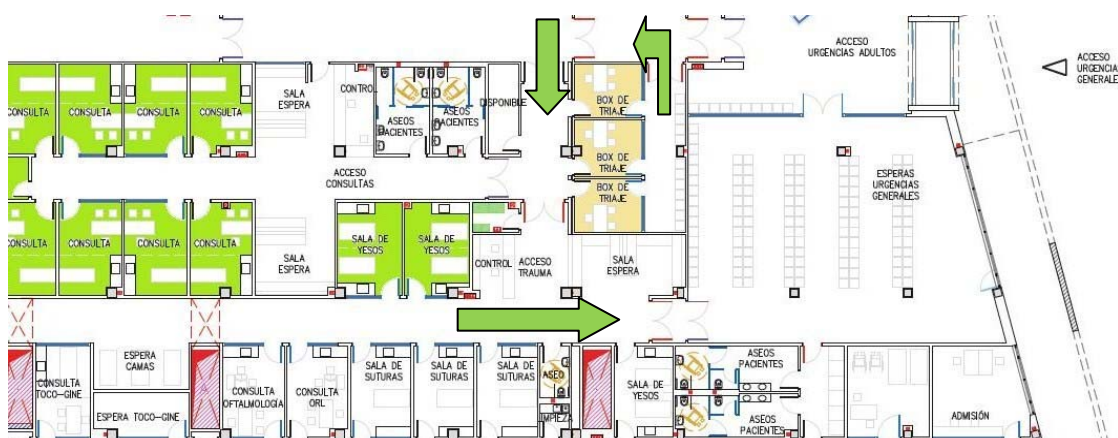 ACCESO
URGENCIAS ADULTOS
ACCESO
URGENCIA
GENERALE
SALA
ESPERA
CONTROL
ASEOS
PACIENTES
ASEOS
PACIENTES
DISPONIBLE
BOX DE
TRIAJE
CONSULTA
CONSULTA
CONSULTA
CONSULTA
BOX DE
TRIAJE
ACCESO
CONSULTAS
BOX DE
TRIAJE
ESPERAS
URGENCIAS
GENERALES
CONSULTA
CONSULTA
CONSULTA
CONSULTA
SALA
ESPERA
SALA DE
YESOS
SALA DE
YESOS
CONTROL
ACCESO
TRAUMA
SALA
ESPERA
CONSULTA
TOCO-GINE
ESPERA
CAMAS
ESPERA TOCO-GINE
CONSULTA
OFTALMOLOGÍA
CONSULTA
ORL
SALA DE
SUTURAS
SALA DE
SUTURAS
SALA DE
SUTURAS
ASEO
SALA DE
YESOS
ASEOS
PACIENTES
ASEOS
PACIENTES
ADMISIÓN